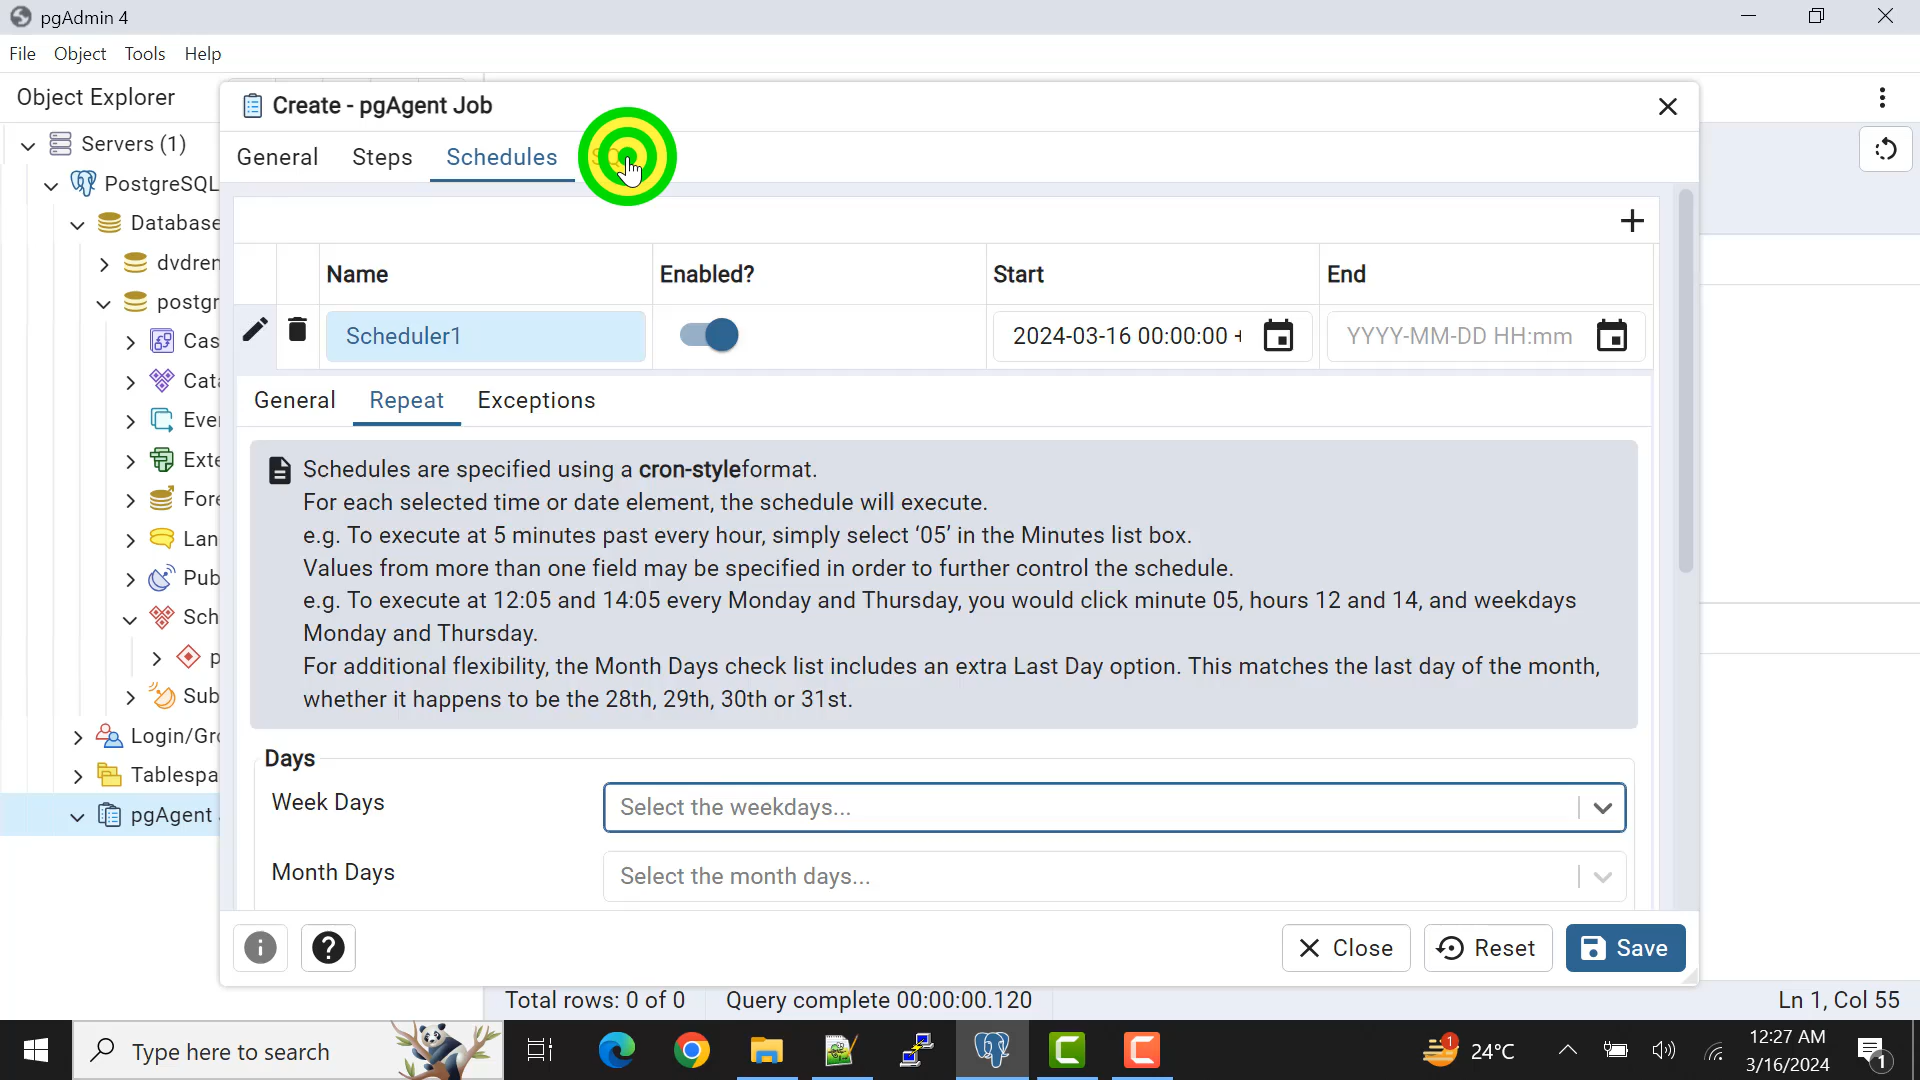 pgAdmin 4
File Object Tools Help
Object Explorer
Create - pgAgent Job
General Steps Schedules
Servers (1)
PostgreSQL
Database
dvdren
postgr
Cas
Cata
Eve
Exte
Fore
Lan
Pub
Sch
p
Sub
Login/Gro
Tablespa
pgAgent
Name Enabled? Start End
Scheduler1 2024-03-16 00:00:00 + YYYY-MM-DD HH:mm
General Repeat Exceptions
Schedules are specified using a cron-styleformat.
For each selected time or date element, the schedule will execute.
e.g. To execute at 5 minutes past every hour, simply select ‘05’ in the Minutes list box.
Values from more than one field may be specified in order to further control the schedule.
e.g. To execute at 12:05 and 14:05 every Monday and Thursday, you would click minute 05, hours 12 and 14, and weekdays
Monday and Thursday.
For additional flexibility, the Month Days check list includes an extra Last Day option. This matches the last day of the month,
whether it happens to be the 28th, 29th, 30th or 31st.
Days
Week Days Select the weekdays...
Month Days Select the month days...
Close Reset Save
Total rows: 0 of 0 Query complete 00:00:00.120 Ln 1, Col 55
Type here to search
1 24°C
12:27 AM
3/16/2024
1